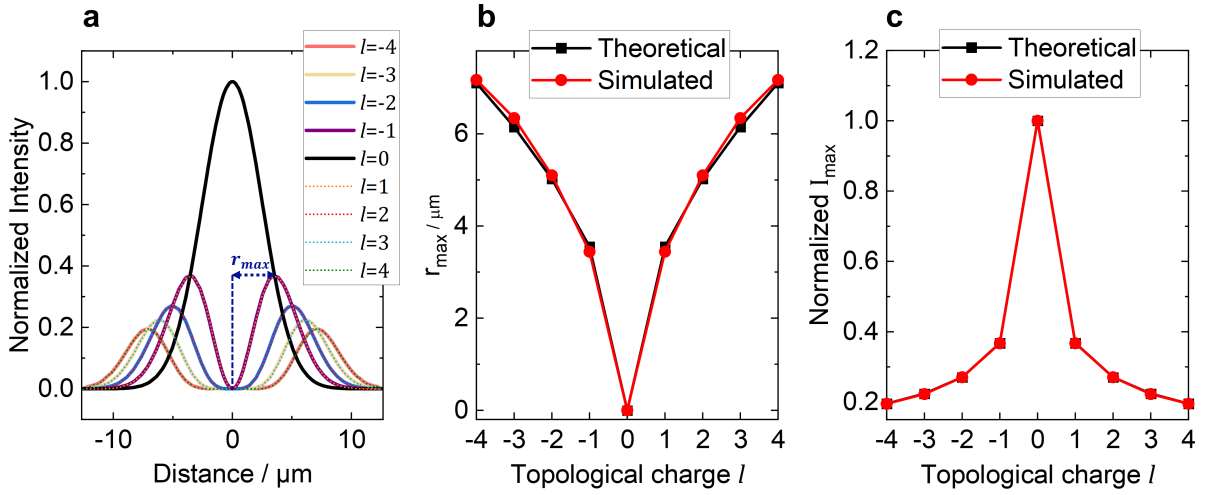 a
Normalized Intensity
1.0
0.8
0.6
0.4
0.2
0.0
-10
0
10
Distance / μm
l=-4
l=-3
l=-2
l=-1
l=0
l=1
l=2
l=3
l=4
r_max
b
Theoretical
Simulated
r_max / μm
6
4
2
0
-4 -3 -2 -1 0 1 2 3 4
Topological charge l
c
Theoretical
Simulated
Normalized I_max
1.2
1.0
0.8
0.6
0.4
0.2
-4 -3 -2 -1 0 1 2 3 4
Topological charge l